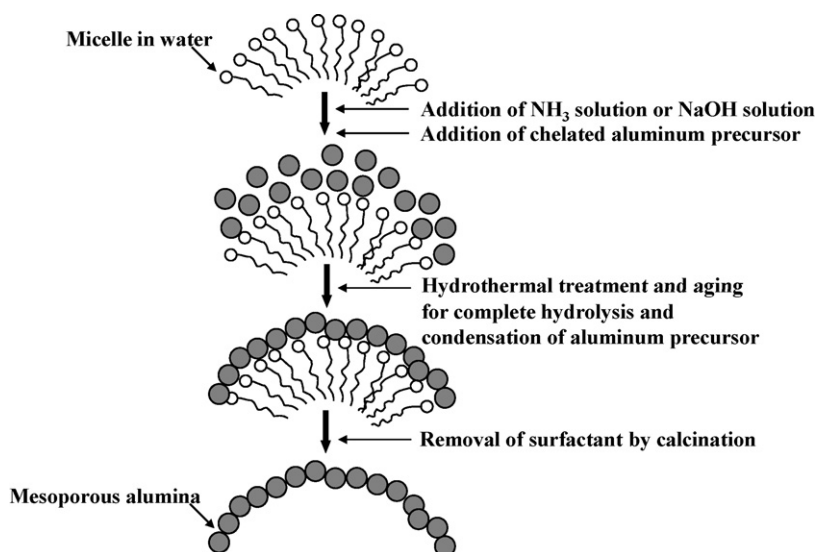 Micelle in water
Addition of NH₃ solution or NaOH solution
Addition of chelated aluminum precursor
Hydrothermal treatment and aging
for complete hydrolysis and
condensation of aluminum precursor
Removal of surfactant by calcination
Mesoporous alumina